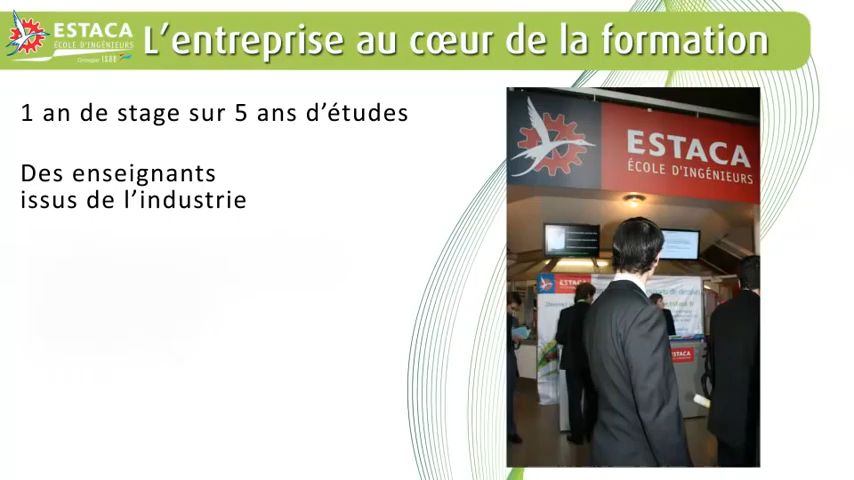 ESTACA
ÉCOLE D'INGÉNIEURS
Groupe ISAE
L'entreprise au cœur de la formation
1 an de stage sur 5 ans d'études
Des enseignants
issus de l'industrie
ESTACA
ÉCOLE D'INGÉNIEURS
ESTACA
ESTACA